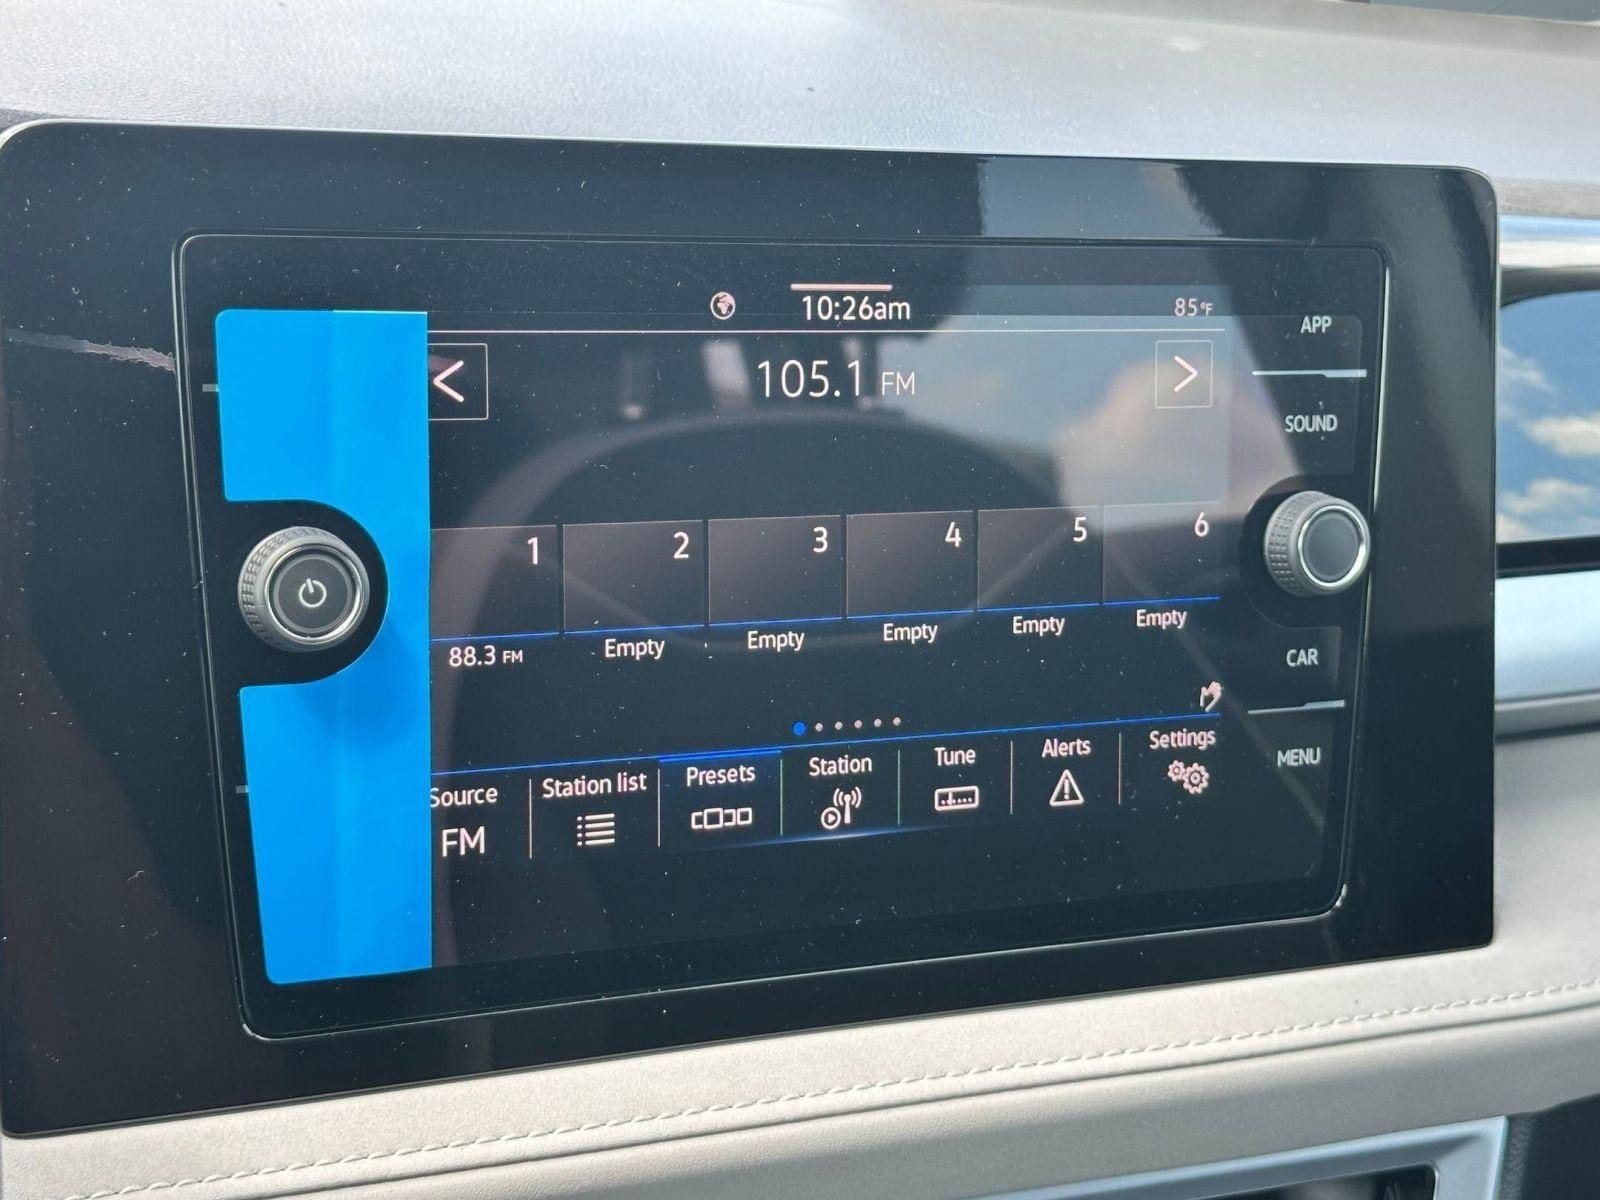 10:26am
85°F
APP
< 105.1 FM >
SOUND
1 2 3 4 5 6
88.3 FM Empty Empty Empty Empty Empty
CAR
MENU
Source Station list Presets Station Tune Alerts Settings
FM